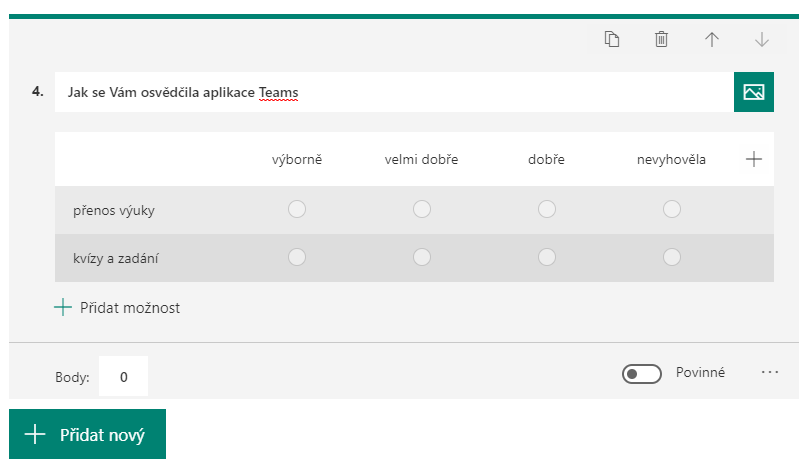 4. Jak se Vám osvědčila aplikace Teams
výborně velmi dobře dobře nevyhověla
přenos výuky
kvízy a zadání
Přidat možnost
Body: 0 Povinné
Přidat nový